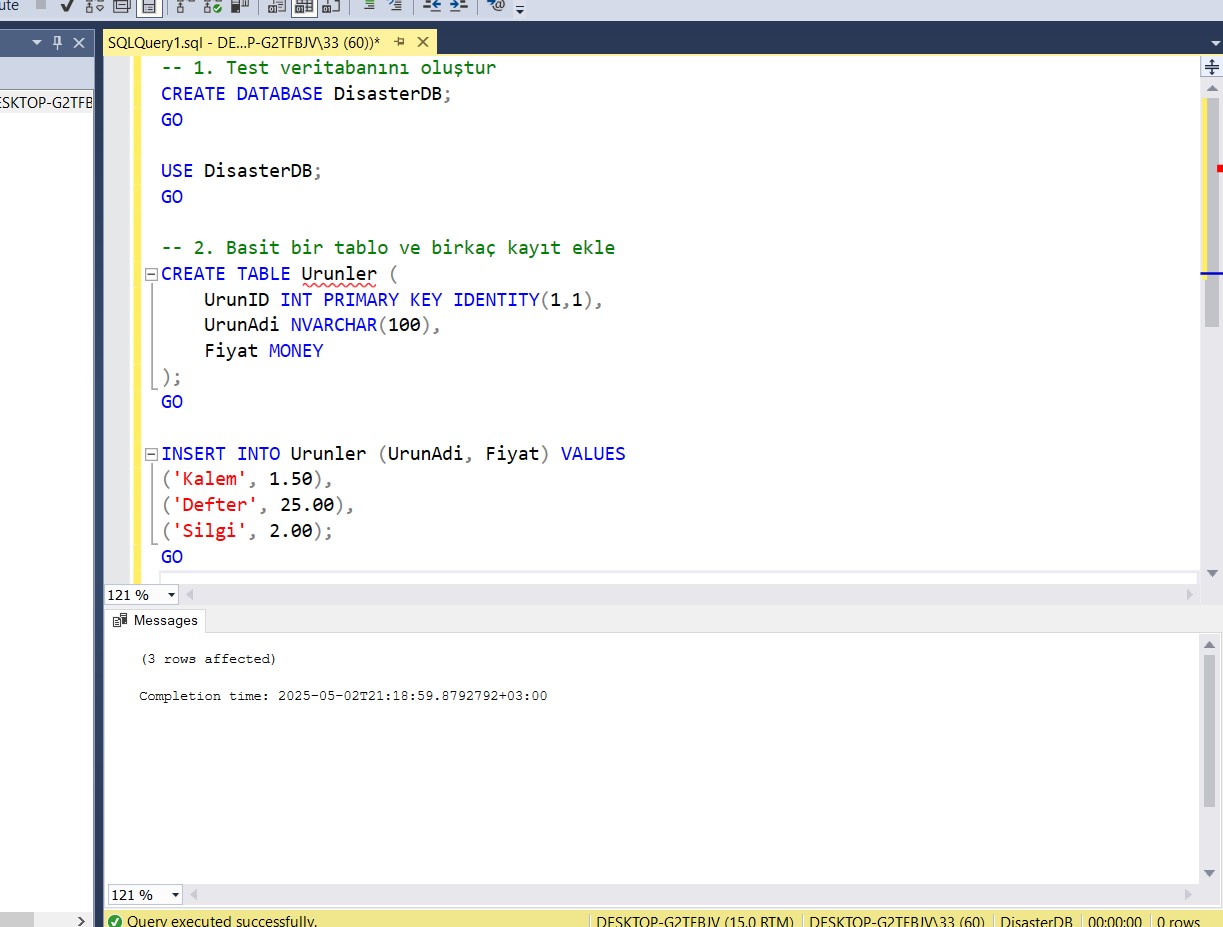 SQLQuery1.sql - DE...P-G2TFBJV\33 (60))*
ESKTOP-G2TFB
-- 1. Test veritabanını oluştur
CREATE DATABASE DisasterDB;
GO
USE DisasterDB;
GO
-- 2. Basit bir tablo ve birkaç kayıt ekle
CREATE TABLE Urunler (
UrunID INT PRIMARY KEY IDENTITY(1,1),
UrunAdi NVARCHAR(100),
Fiyat MONEY
);
GO
INSERT INTO Urunler (UrunAdi, Fiyat) VALUES
('Kalem', 1.50),
('Defter', 25.00),
('Silgi', 2.00);
GO
121 %
Messages
(3 rows affected)
Completion time: 2025-05-02T21:18:59.8792792+03:00
121 %
Query executed successfully. DESKTOP-G2TFBJV (15.0 RTM) DESKTOP-G2TFBJV\33 (60) DisasterDB 00:00:00 0 rows